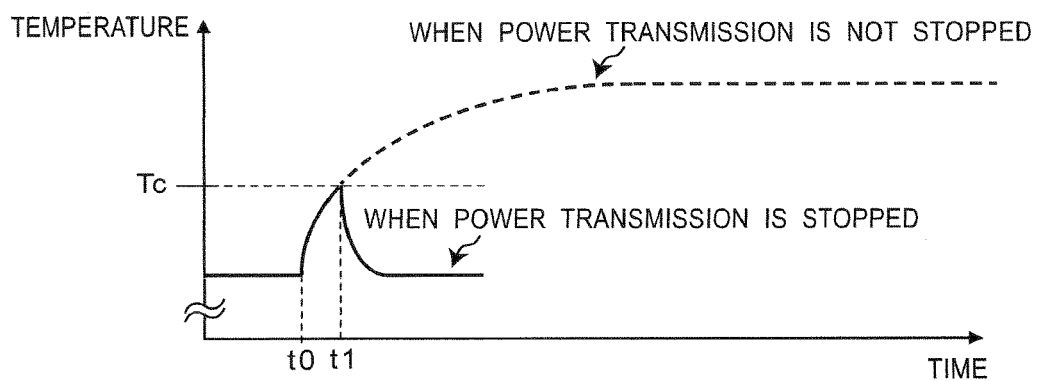 TEMPERATURE
WHEN POWER TRANSMISSION IS NOT STOPPED
Tc
WHEN POWER TRANSMISSION IS STOPPED
t0 t1
TIME